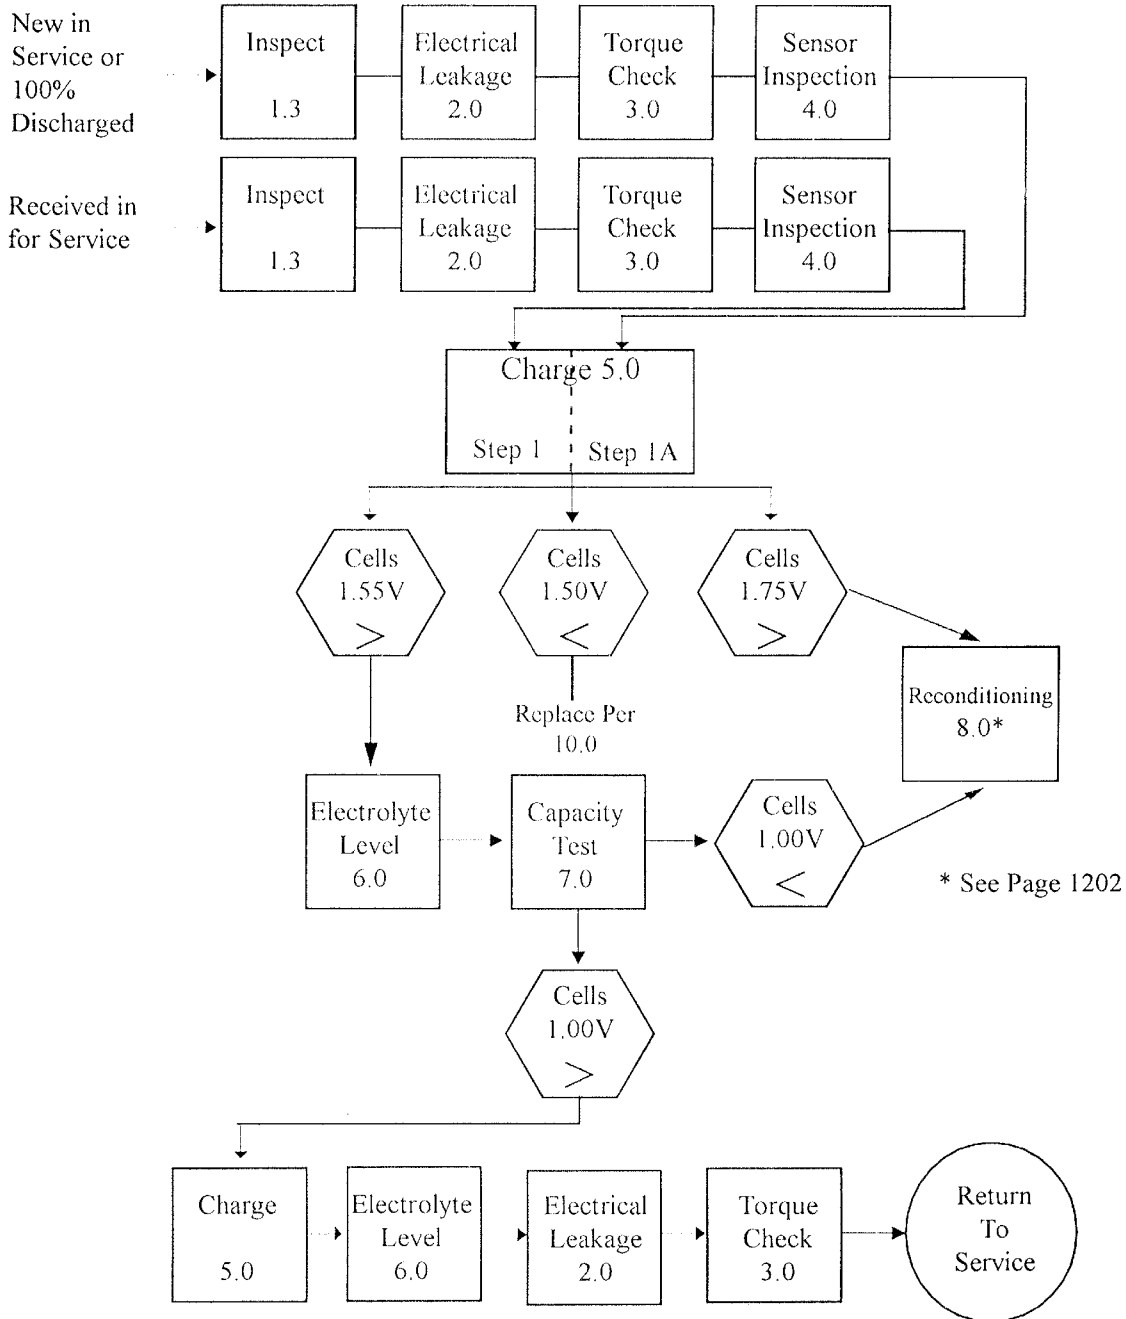 New in
Service or
100%
Discharged
Inspect
1.3
Electrical
Leakage
2.0
Torque
Check
3.0
Sensor
Inspection
4.0
Received in
for Service
Inspect
1.3
Electrical
Leakage
2.0
Torque
Check
3.0
Sensor
Inspection
4.0
Charge 5.0
Step 1
Step 1A
Cells
1.55V
>
Cells
1.50V
<
Cells
1.75V
>
Replace Per
10.0
Reconditioning
8.0*
Electrolyte
Level
6.0
Capacity
Test
7.0
Cells
1.00V
<
* See Page 1202
Cells
1.00V
>
Charge
5.0
Electrolyte
Level
6.0
Electrical
Leakage
2.0
Torque
Check
3.0
Return
To
Service